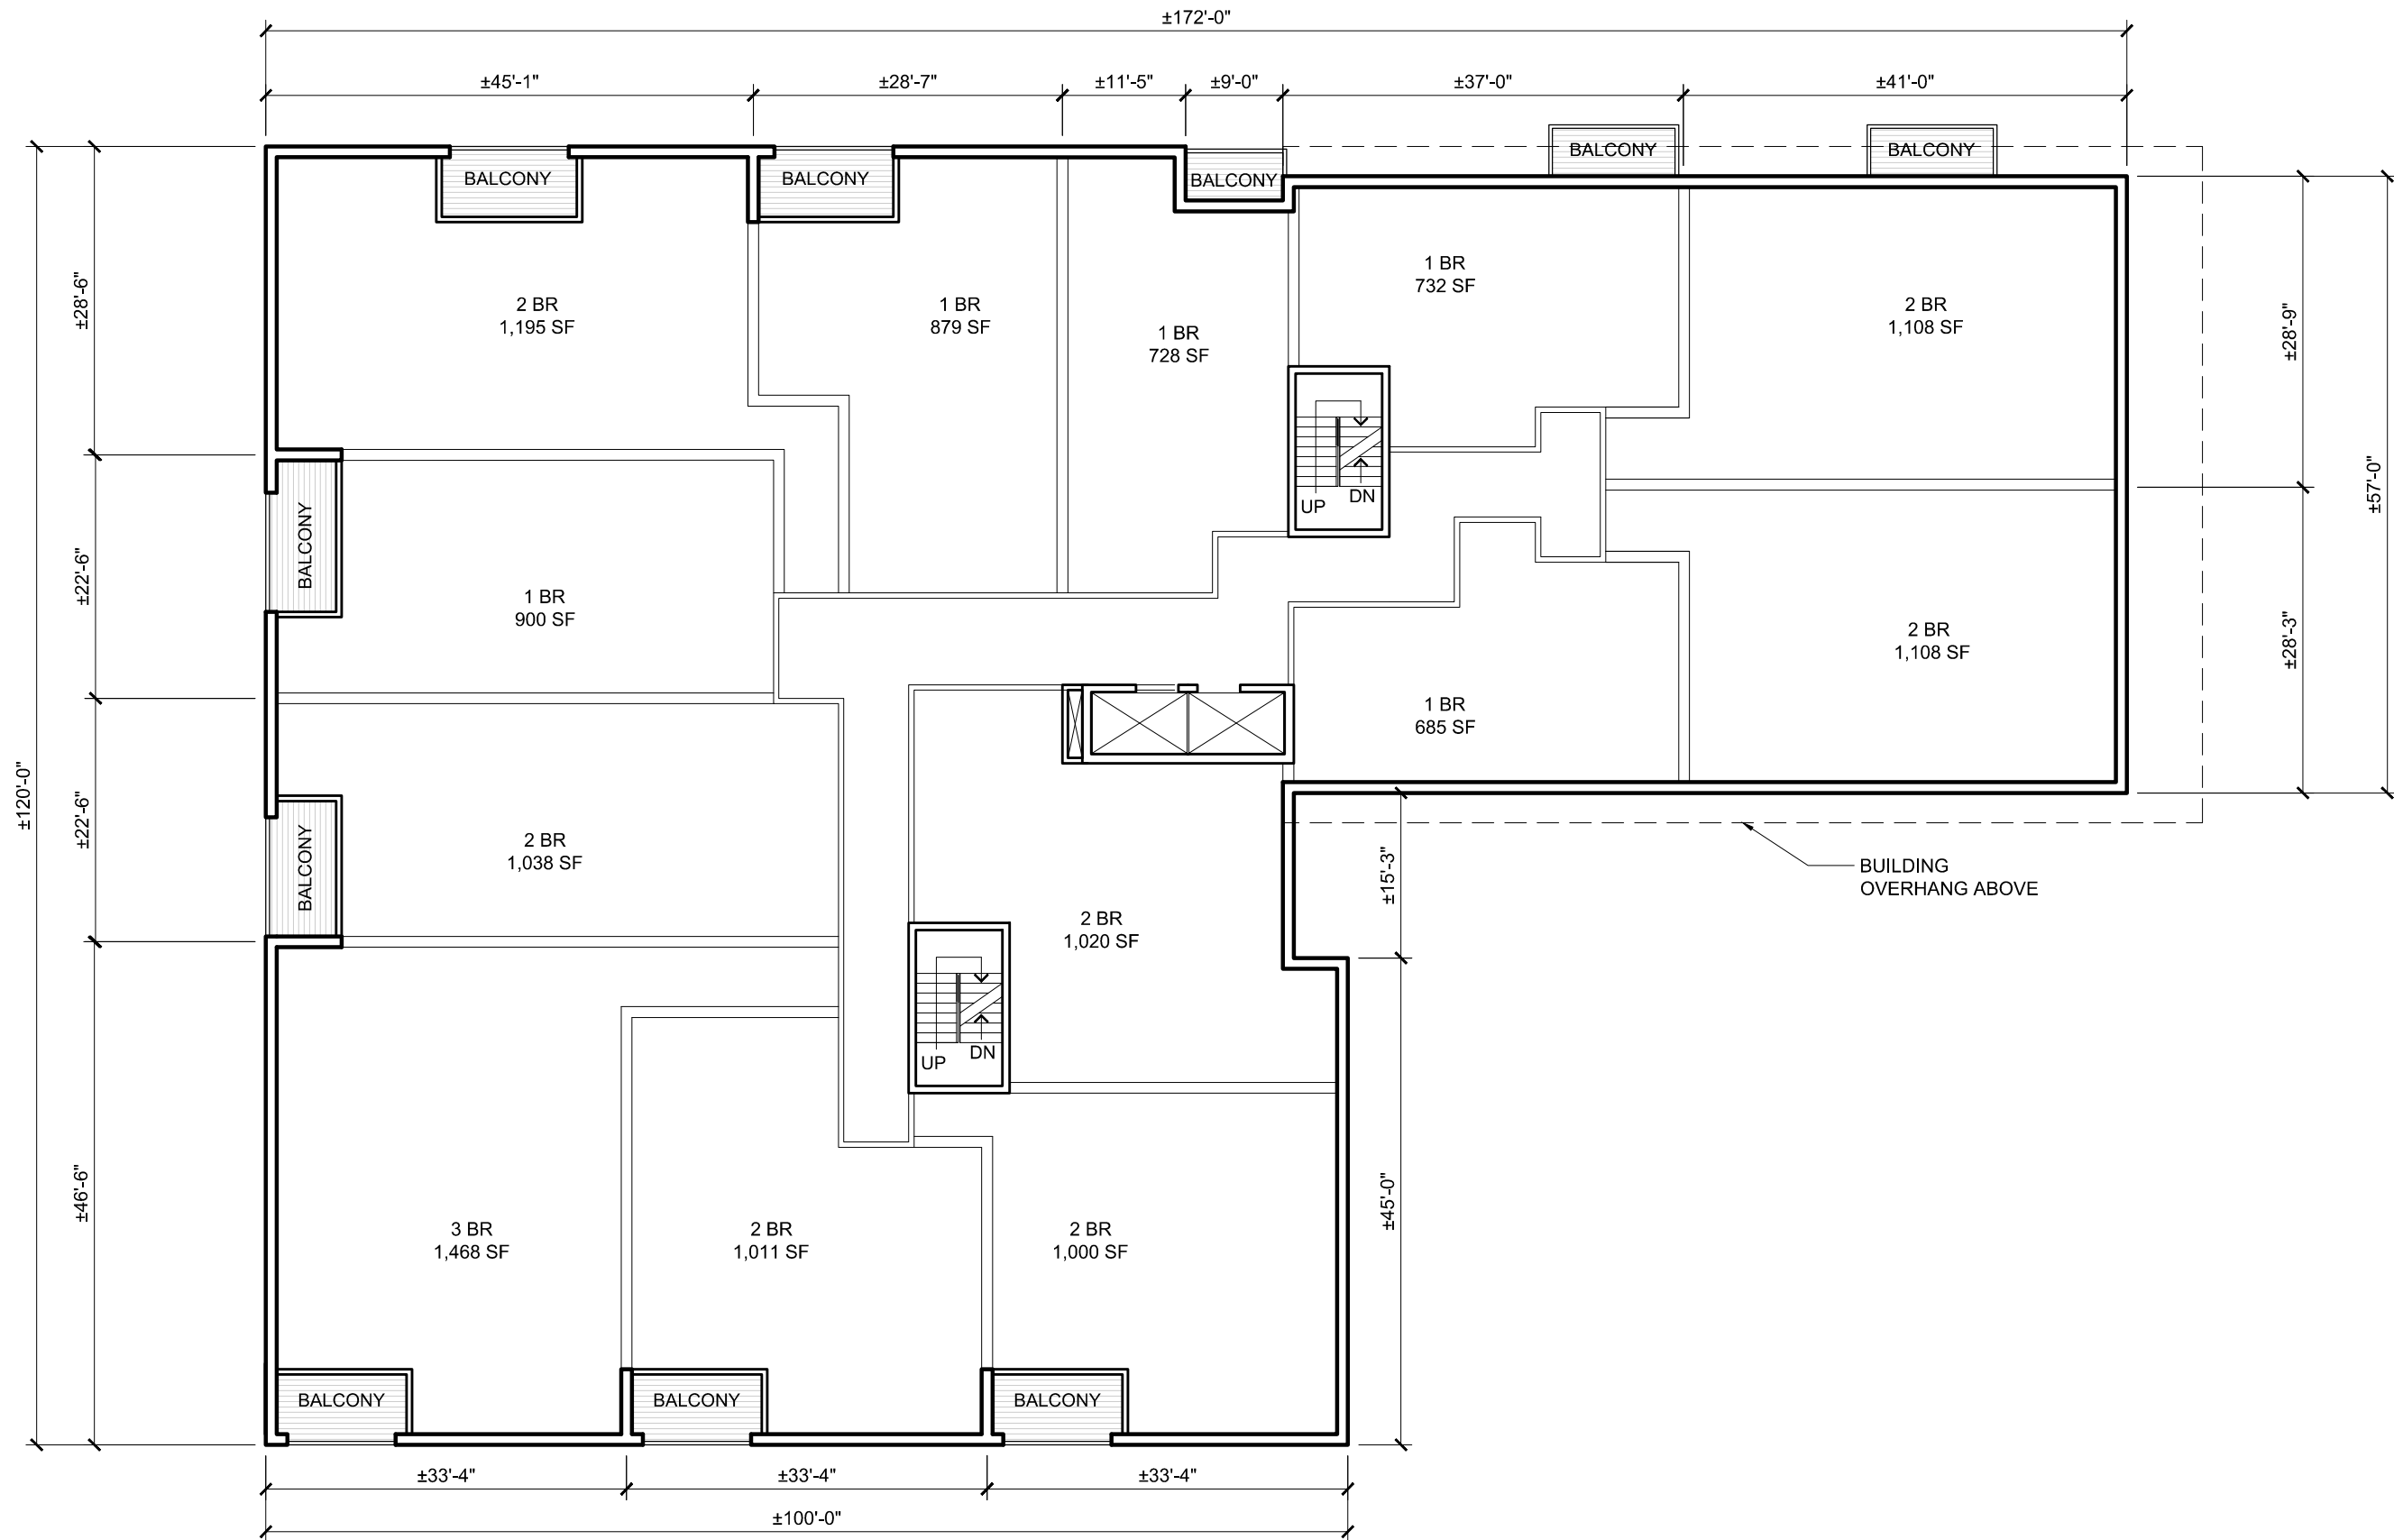 ±172'-0"
±45'-1"
±28'-7"
±11'-5"
±9'-0"
±37'-0"
±41'-0"
BALCONY
BALCONY
BALCONY
BALCONY
BALCONY
±120'-0"
±28'-6"
±22'-6"
±22'-6"
±46'-6"
2 BR
1,195 SF
1 BR
879 SF
1 BR
728 SF
1 BR
732 SF
2 BR
1,108 SF
±28'-9"
±57'-0"
±28'-3"
UP
DN
BALCONY
1 BR
900 SF
2 BR
1,108 SF
1 BR
685 SF
BALCONY
2 BR
1,038 SF
2 BR
1,020 SF
±15'-3"
BUILDING
OVERHANG ABOVE
UP
DN
±45'-0"
3 BR
1,468 SF
2 BR
1,011 SF
2 BR
1,000 SF
BALCONY
BALCONY
BALCONY
±33'-4"
±33'-4"
±33'-4"
±100'-0"